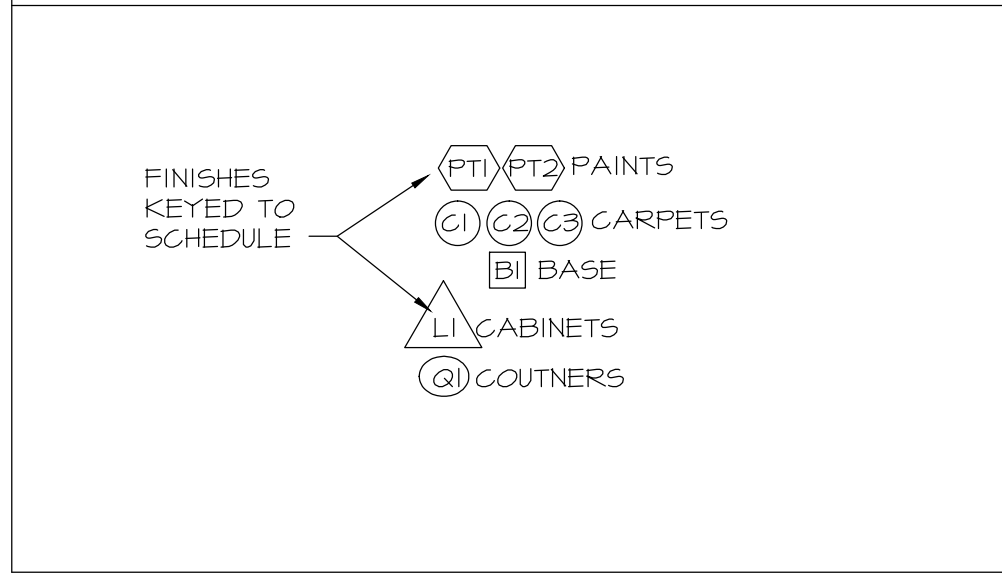 FINISHES
KEYED TO
SCHEDULE
PT1 PT2 PAINTS
C1 C2 C3 CARPETS
B1 BASE
L1 CABINETS
Q1 COUTNERS